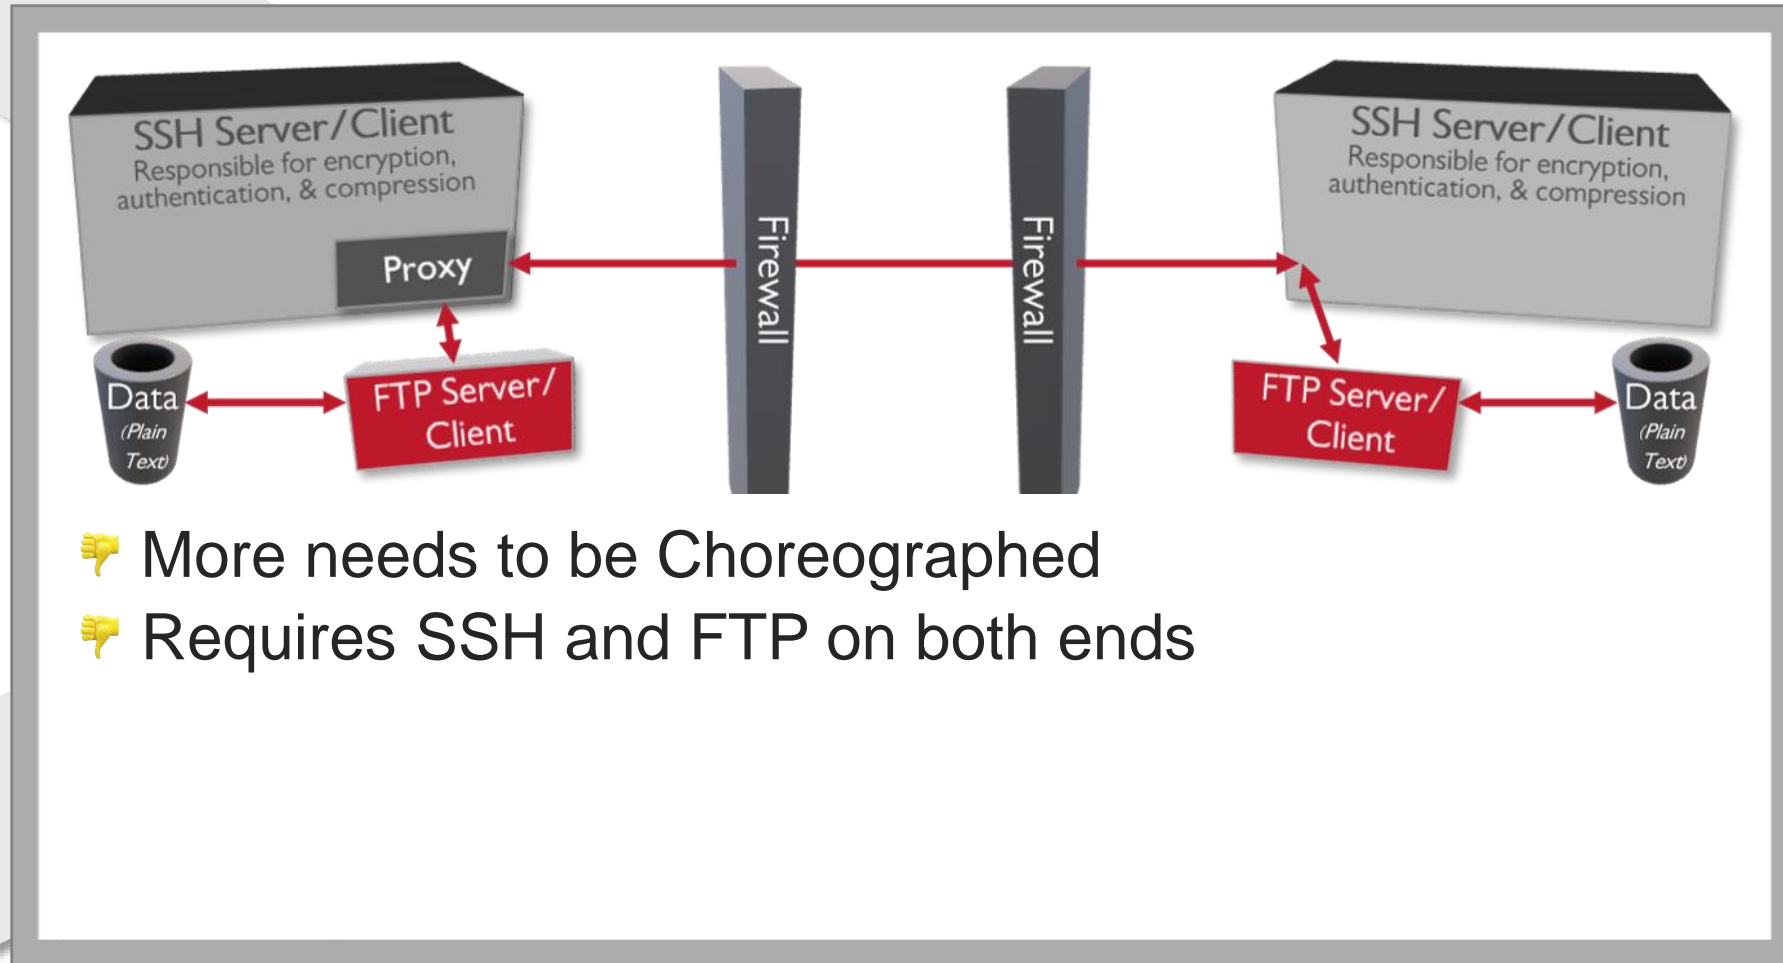 SSH Server/Client
Responsible for encryption,
authentication, & compression
Proxy
Data
(Plain
Text)
FTP Server/
Client
Firewall
Firewall
SSH Server/Client
Responsible for encryption,
authentication, & compression
FTP Server/
Client
Data
(Plain
Text)
More needs to be Choreographed
Requires SSH and FTP on both ends